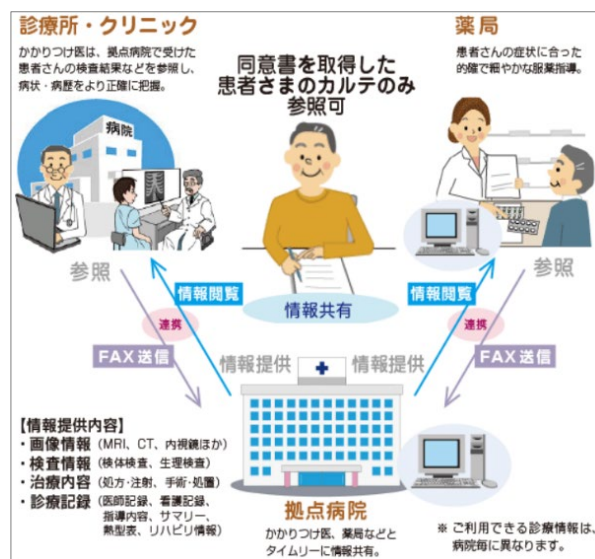 診療所・クリニック
かかりつけ医は、拠点病院で受けた
患者さんの検査結果などを参照し、
病状・病歴をより正確に把握。
病院
同意書を取得した
患者さまのカルテのみ
参照可
薬局
患者さんの症状に合った
的確で細やかな服薬指導。
参照
情報閲覧
連携
FAX送信
情報共有
参照
情報閲覧
連携
FAX送信
情報提供
情報提供
【情報提供内容】
・画像情報（MRI、CT、内視鏡ほか）
・検査情報（検体検査、生理検査）
・治療内容（処方・注射、手術・処置）
・診療記録（医師記録、看護記録、
指導内容、サマリー、
熱型表、リハビリ情報）
拠点病院
かかりつけ医、薬局などと
タイムリーに情報共有。
※ ご利用できる診療情報は、
病院毎に異なります。